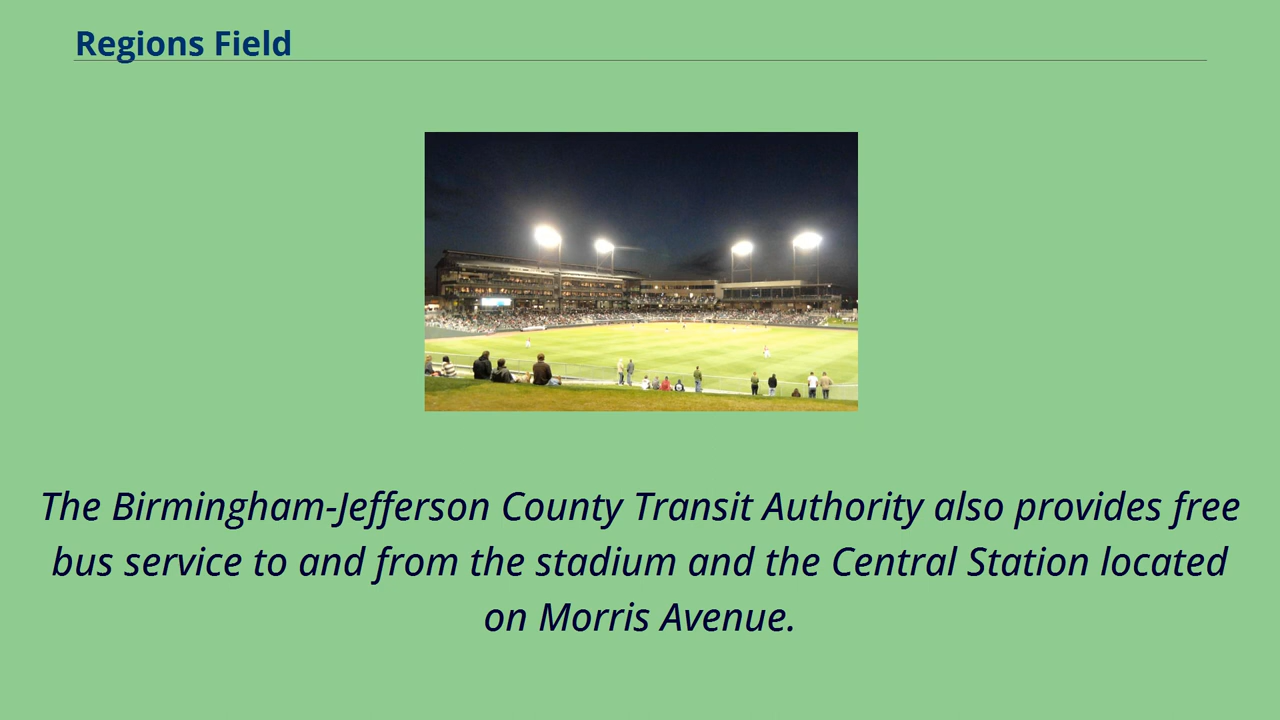 Regions Field
The Birmingham-Jefferson County Transit Authority also provides free
bus service to and from the stadium and the Central Station located
on Morris Avenue.